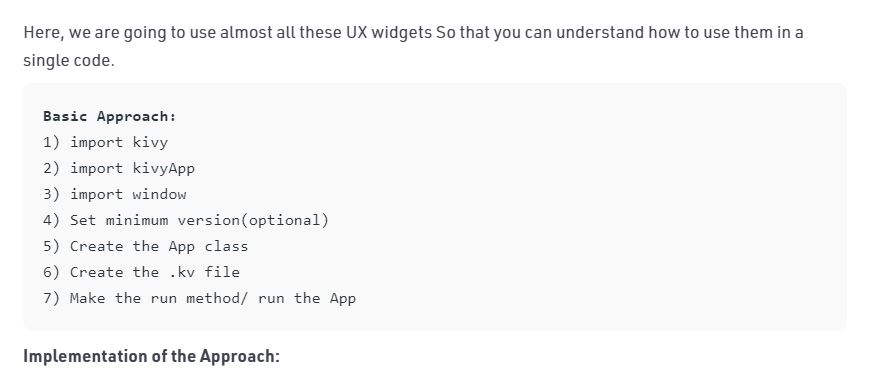 Here, we are going to use almost all these UX widgets So that you can understand how to use them in a
single code.
Basic Approach:
1) import kivy
2) import kivyApp
3) import window
4) Set minimum version(optional)
5) Create the App class
6) Create the .kv file
7) Make the run method/ run the App
Implementation of the Approach: